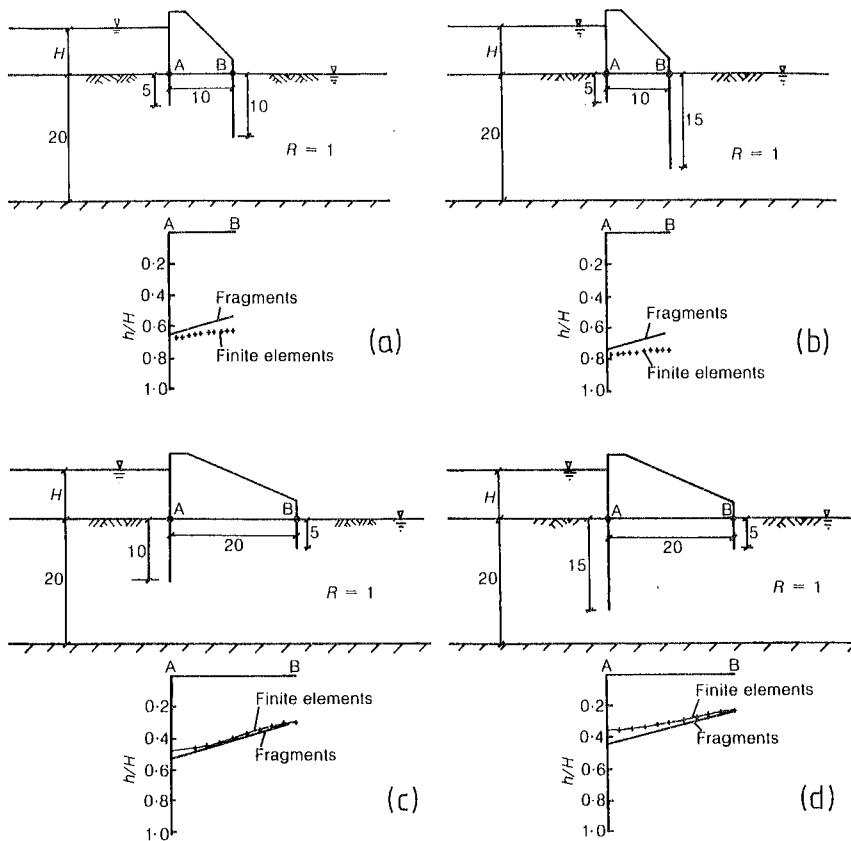 H
A
B
5
10
10
20
R = 1
A
B
0·2
0·4
0·6
0·8
1·0
h/H
Fragments
Finite elements
(a)
H
A
B
5
10
15
20
R = 1
A
B
0·2
0·4
0·6
0·8
1·0
h/H
Fragments
Finite elements
(b)
H
A
B
10
20
5
20
R = 1
A
B
0·2
0·4
0·6
0·8
1·0
h/H
Finite elements
Fragments
(c)
H
A
B
15
20
5
20
R = 1
A
B
0·2
0·4
0·6
0·8
1·0
h/H
Finite elements
Fragments
(d)